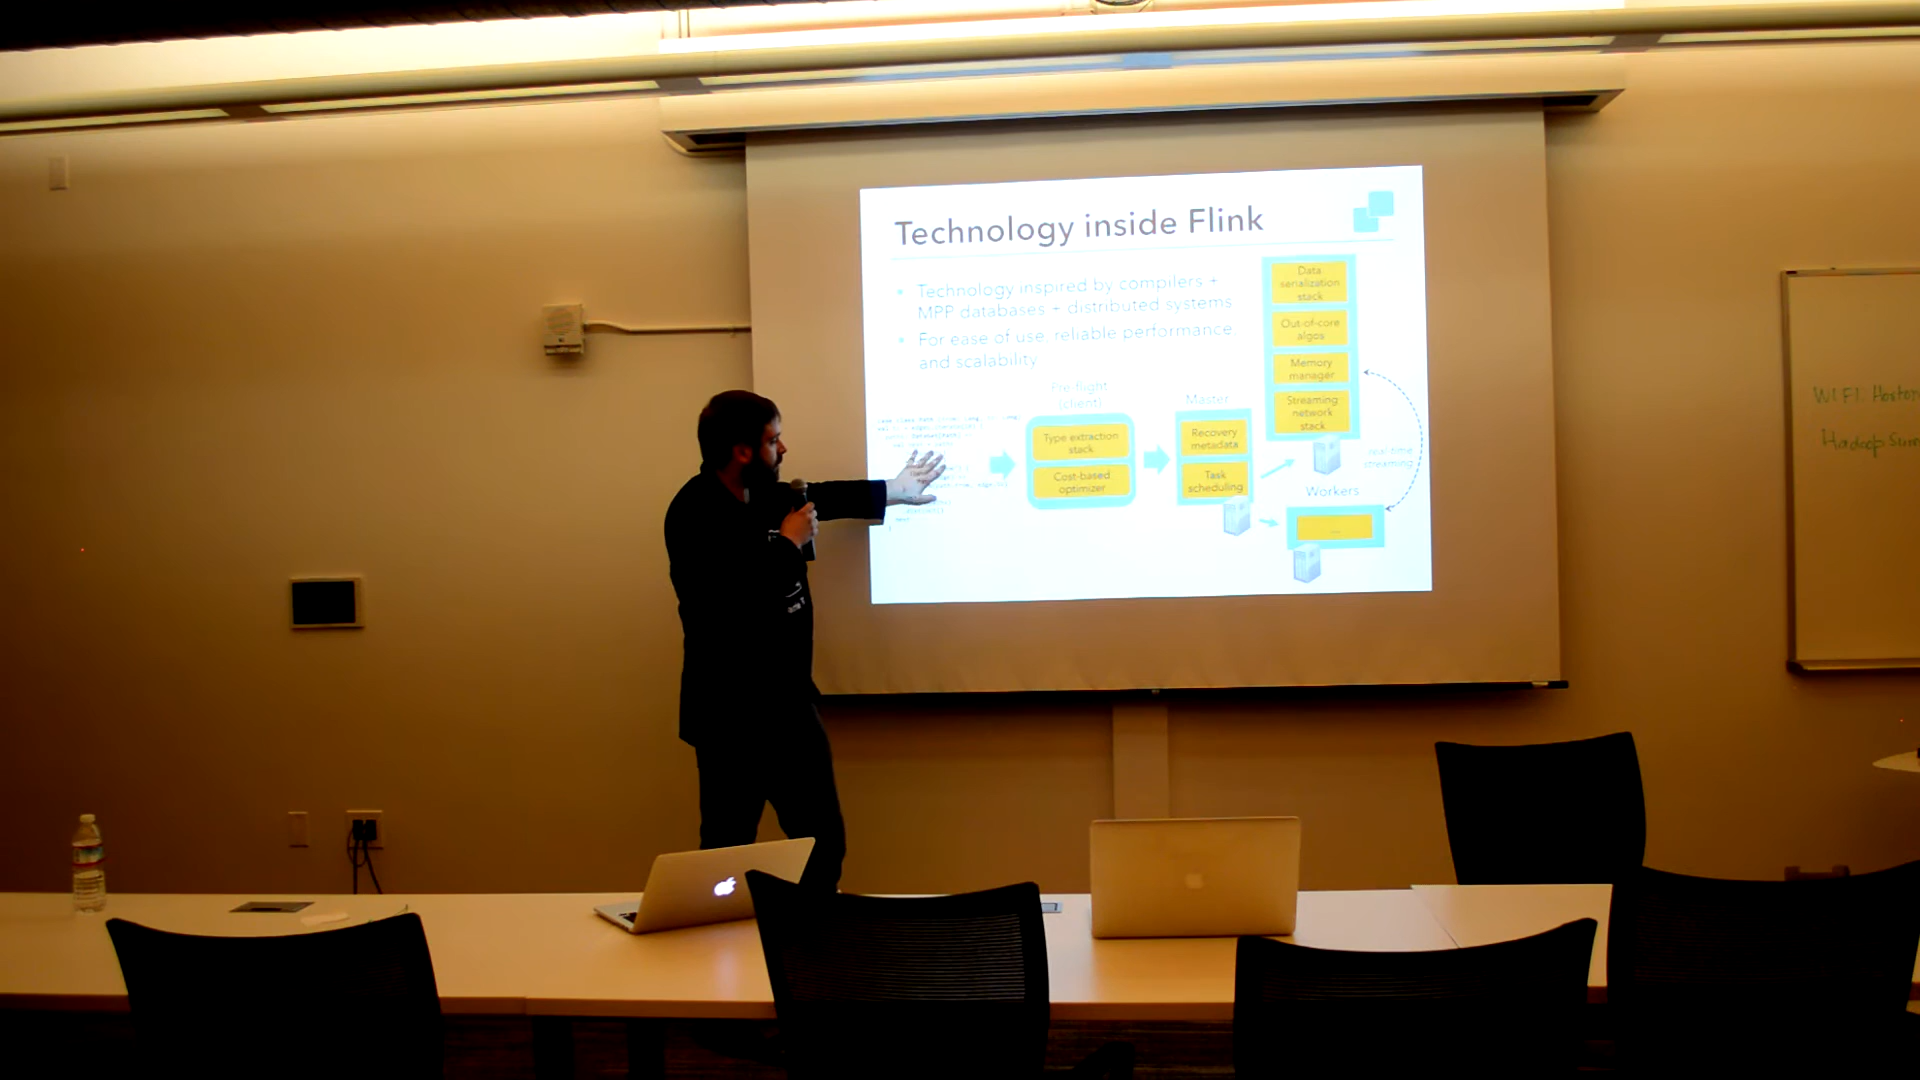 Technology inside Flink
Technology inspired by compilers +
MPP databases + distributed systems
For ease of use, reliable performance,
and scalability
Pre-flight
(client)
Type extraction
stack
Cost-based
optimizer
Master
Recovery
metadata
Task
scheduling
Data
serialization
stack
Out-of-core
algos
Memory
manager
Streaming
network
stack
real-time
streaming
Workers
...
WIFI:
Hadoop